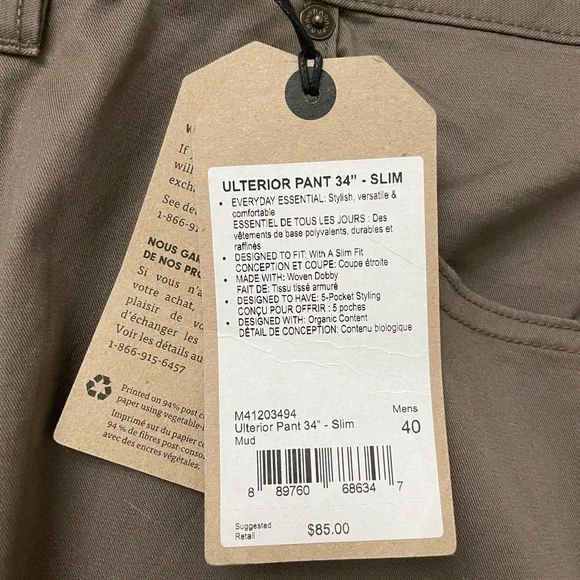 ULTERIOR PANT 34" - SLIM
• EVERYDAY ESSENTIAL: Stylish, versatile &
comfortable
ESSENTIEL DE TOUS LES JOURS : Des
vêtements de base polyvalents, durables et
raffinés
• DESIGNED TO FIT: With A Slim Fit
CONCEPTION ET COUPE: Coupe étroite
• MADE WITH: Woven Dobby
FAIT DE: Tissu tissé armuré
• DESIGNED TO HAVE: 5-Pocket Styling
CONÇU POUR OFFRIR : 5 poches
• DESIGNED WITH: Organic Content
DÉTAIL DE CONCEPTION: Contenu biologique
M41203494
Ulterior Pant 34" - Slim
Mud
Mens
40
8 89760 68634 7
Suggested
Retail
$85.00
If y
will
exch
See de
1-866-915
NOUS GAR
DE NOS PRO
Si vous n'a
votre achat,
plaisir de vo
d'échanger les
Voir les détails au
1-866-915-6457
Printed on 94% post co
paper using vegetable-
Imprimé sur du papier co
94 % de fibres post-conso
avec des encres végétales.